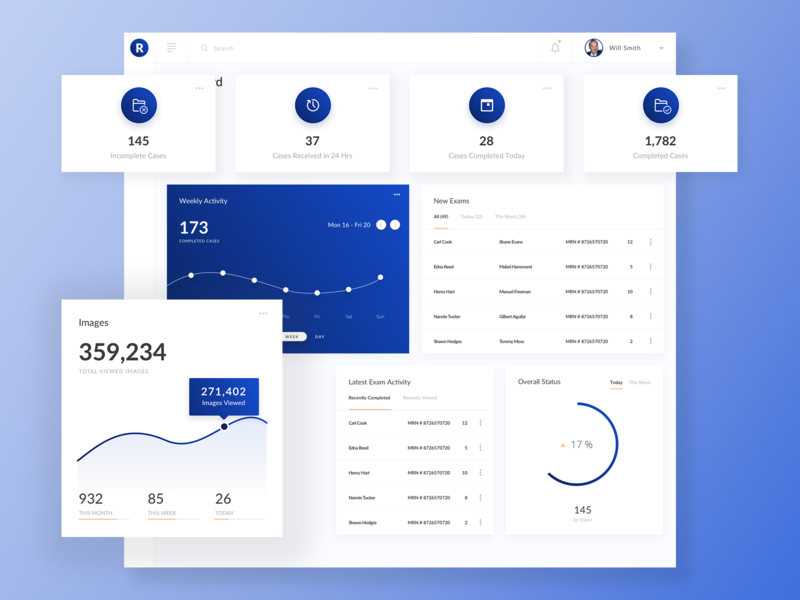 R
Search
Will Smith
rd
145
Incomplete Cases
37
Cases Received in 24 Hrs
28
Cases Completed Today
1,782
Completed Cases
Weekly Activity
173
COMPLETED CASES
Mon 16 - Fri 20
Thu Fri Sat Sun
WEEK DAY
New Exams
All (49) Today (12) This Week (34)
Carl Cook Shane Evans MRN # 8726570720 12
Edna Reed Mabel Hammond MRN # 8726570720 5
Henry Hart Manuel Freeman MRN # 8726570720 10
Nannie Tucker Gilbert Aguilar MRN # 8726570720 8
Shawn Hodges Tommy Moss MRN # 8726570720 2
Images
359,234
TOTAL VIEWED IMAGES
271,402
Images Viewed
932
THIS MONTH
85
THIS WEEK
26
TODAY
Latest Exam Activity
Recently Completed Recently Viewed
Carl Cook MRN # 8726570720 12
Edna Reed MRN # 8726570720 5
Henry Hart MRN # 8726570720 10
Nannie Tucker MRN # 8726570720 8
Shawn Hodges MRN # 8726570720 2
Overall Status
Today This Week
17 %
145